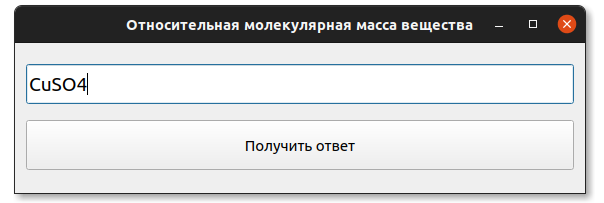 Относительная молекулярная масса вещества
CuSO4
Получить ответ